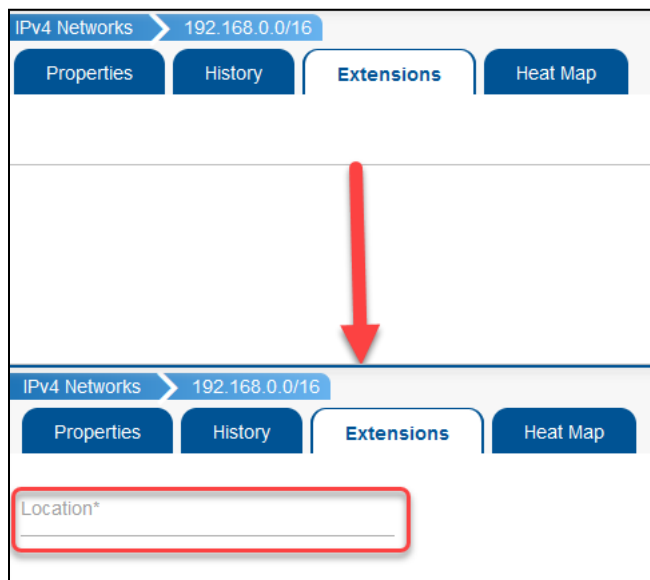 IPv4 Networks 192.168.0.0/16
Properties History Extensions Heat Map
IPv4 Networks 192.168.0.0/16
Properties History Extensions Heat Map
Location*